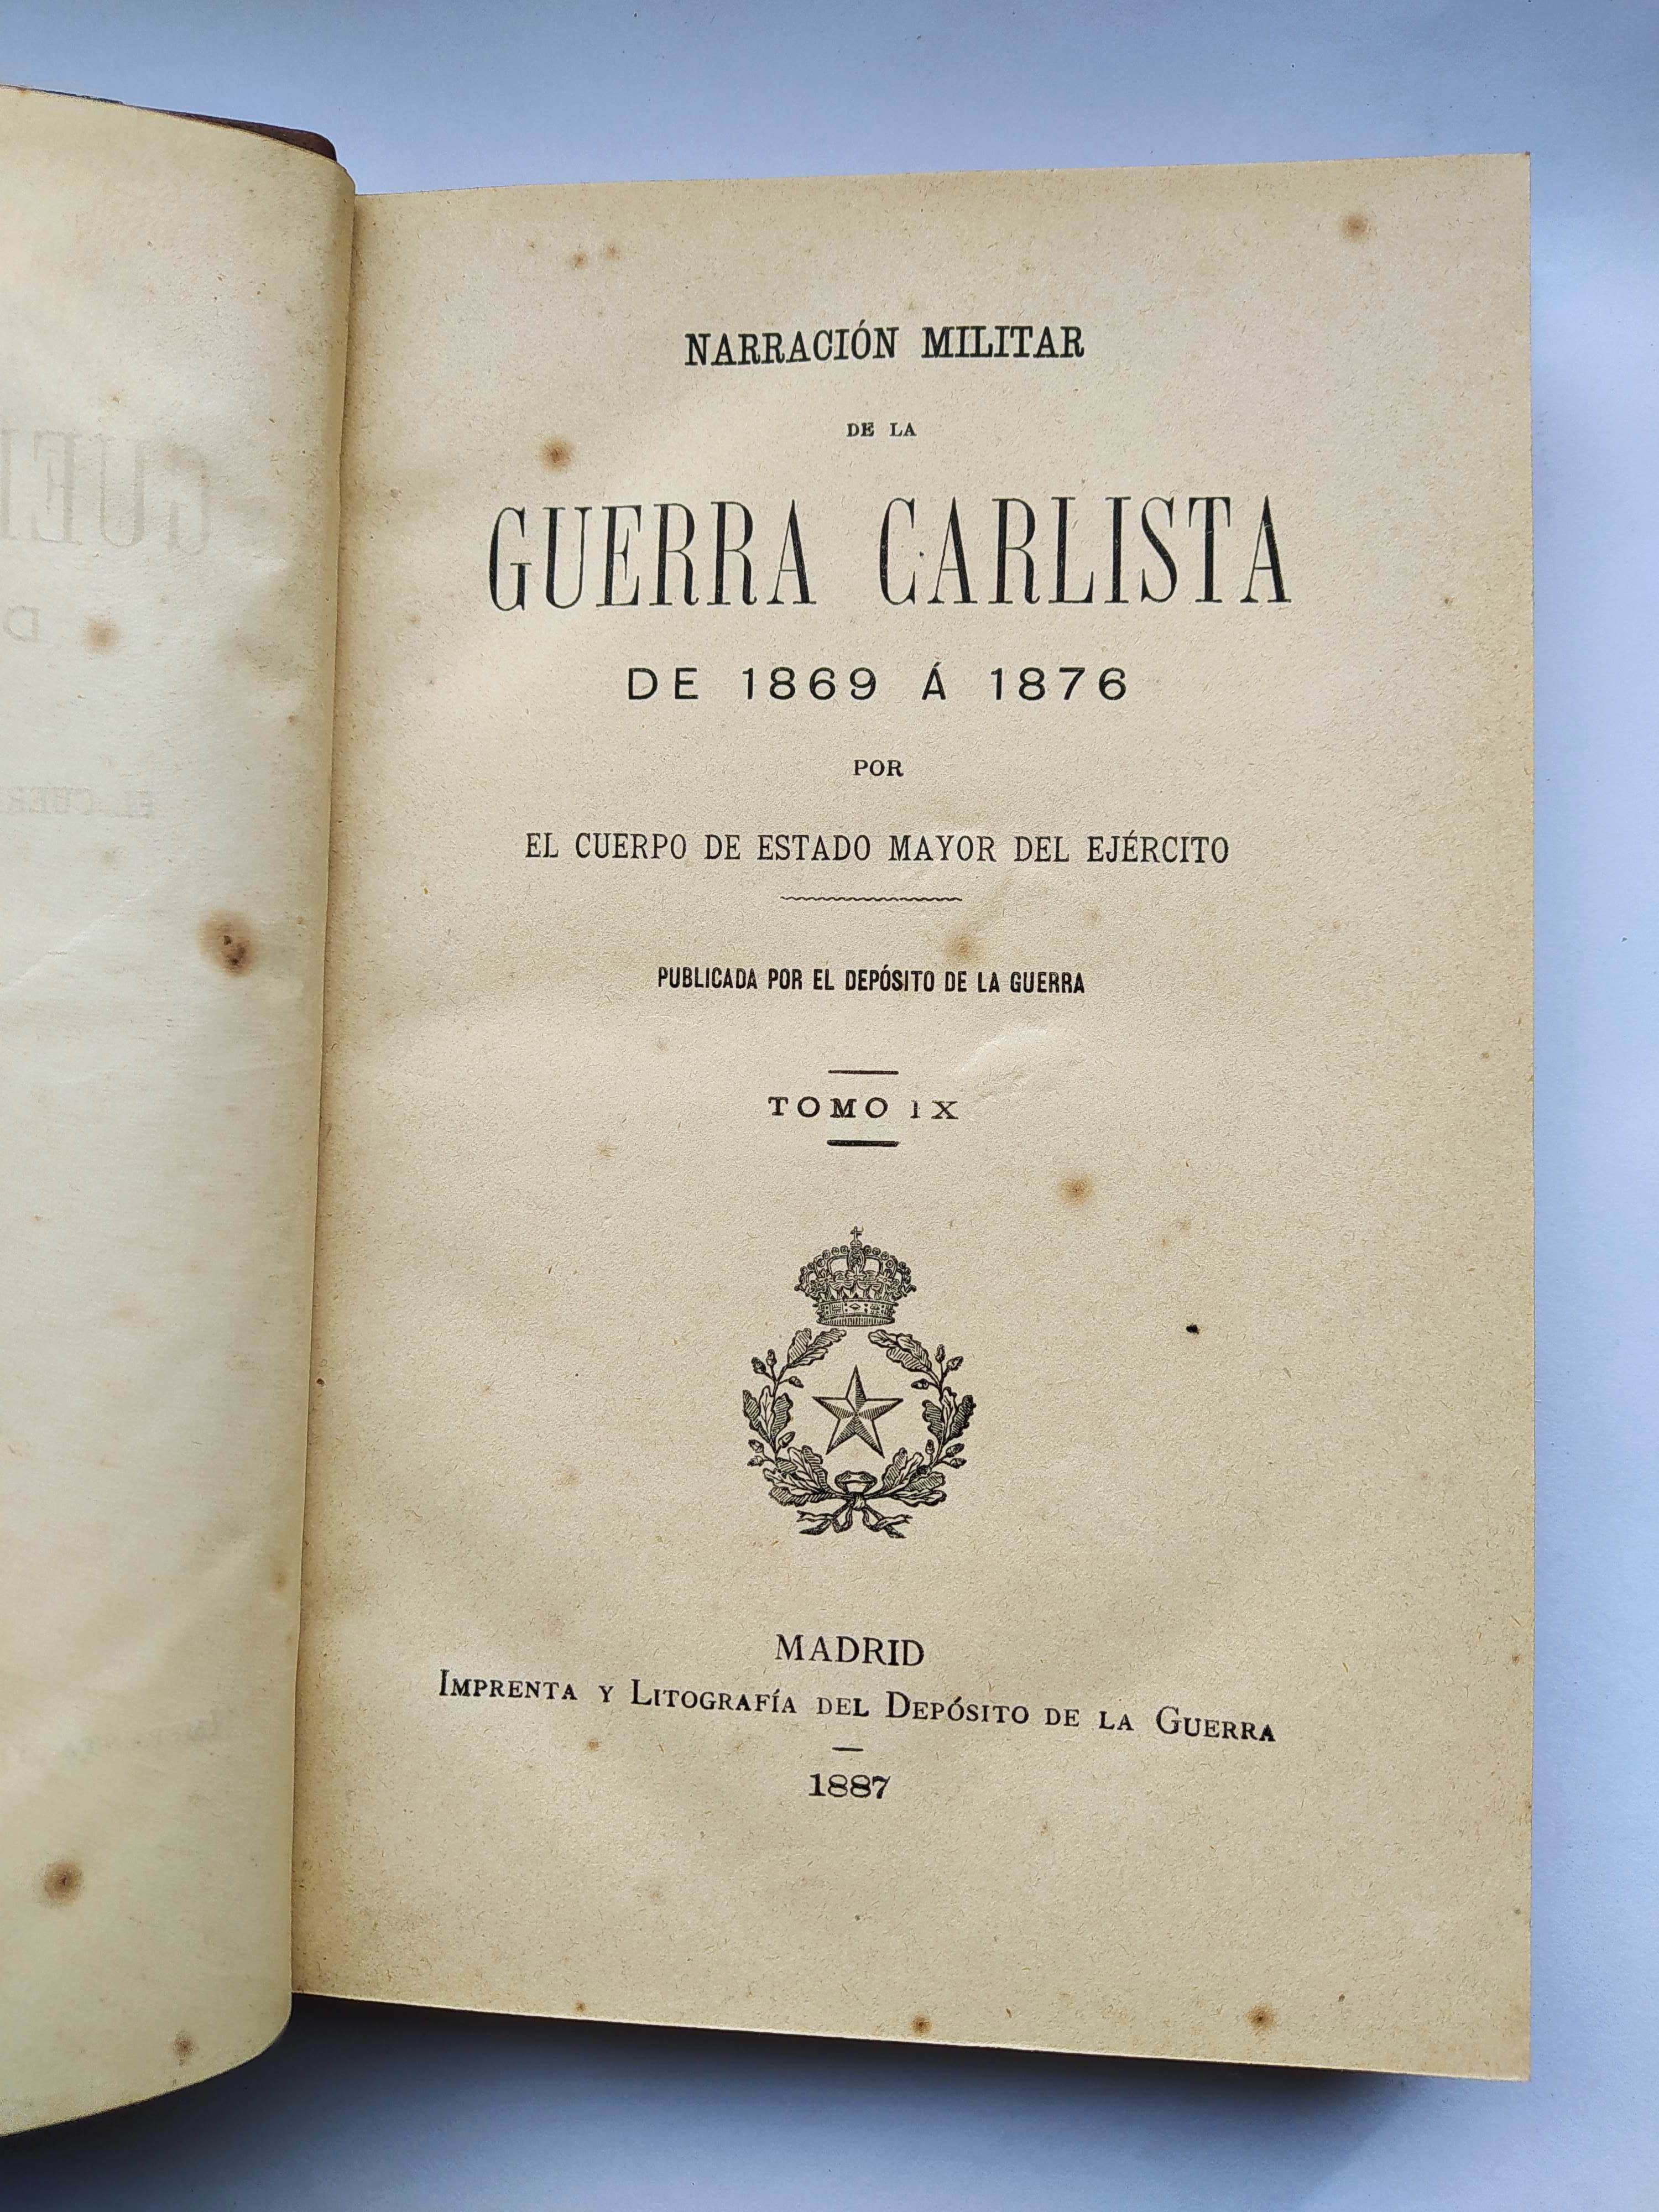 NARRACIÓN MILITAR
DE LA
GUERRA CARLISTA
DE 1869 Á 1876
POR
EL CUERPO DE ESTADO MAYOR DEL EJÉRCITO
PUBLICADA POR EL DEPÓSITO DE LA GUERRA
TOMO IX
MADRID
IMPRENTA Y LITOGRAFÍA DEL DEPÓSITO DE LA GUERRA
1887